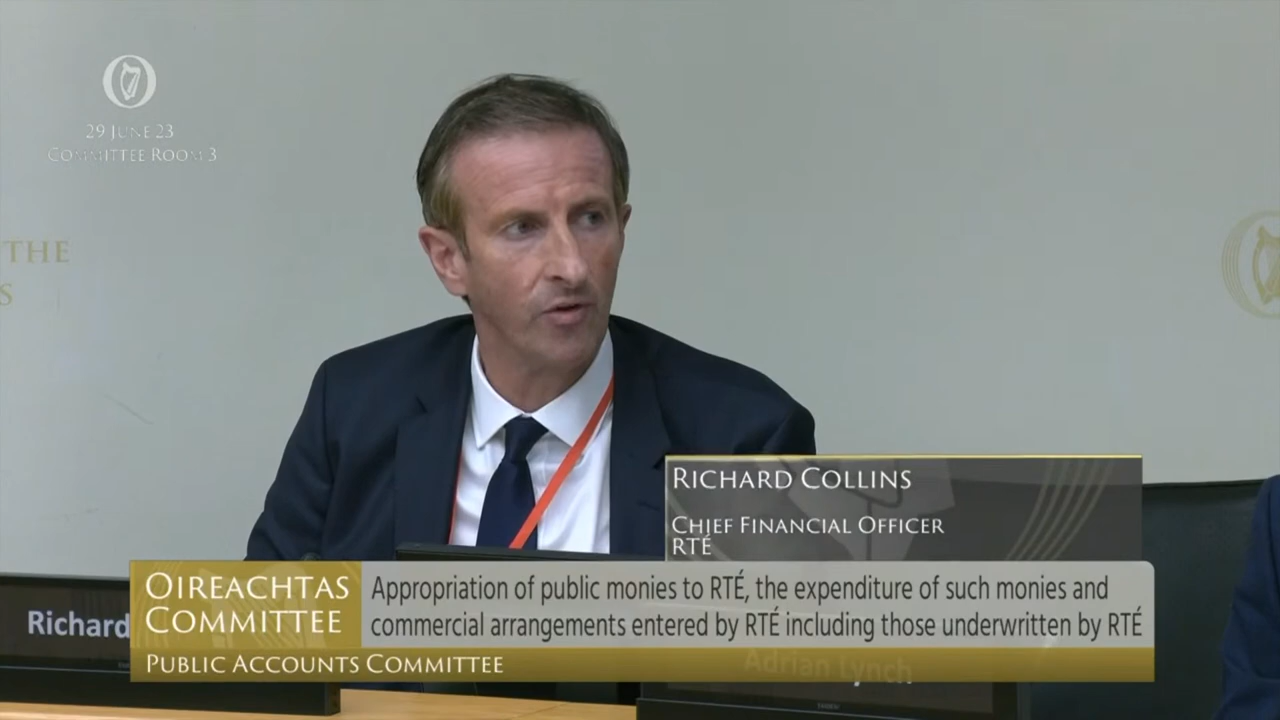 29 June 23
Committee Room 3
THE
S
Richard Collins
Chief Financial Officer
RTÉ
Oireachtas
Committee
Appropriation of public monies to RTÉ, the expenditure of such monies and
commercial arrangements entered by RTÉ including those underwritten by RTÉ
Public Accounts Committee
Richard
Adrian Lynch